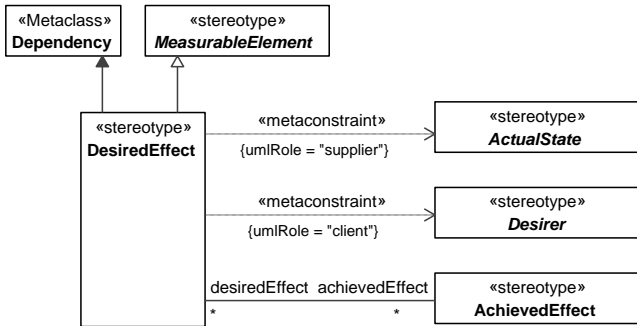 «Metaclass»
Dependency
«stereotype»
MeasurableElement
«stereotype»
DesiredEffect
«metaconstraint»
{umlRole = "supplier"}
«stereotype»
ActualState
«metaconstraint»
{umlRole = "client"}
«stereotype»
Desirer
desiredEffect achievedEffect
* *
«stereotype»
AchievedEffect